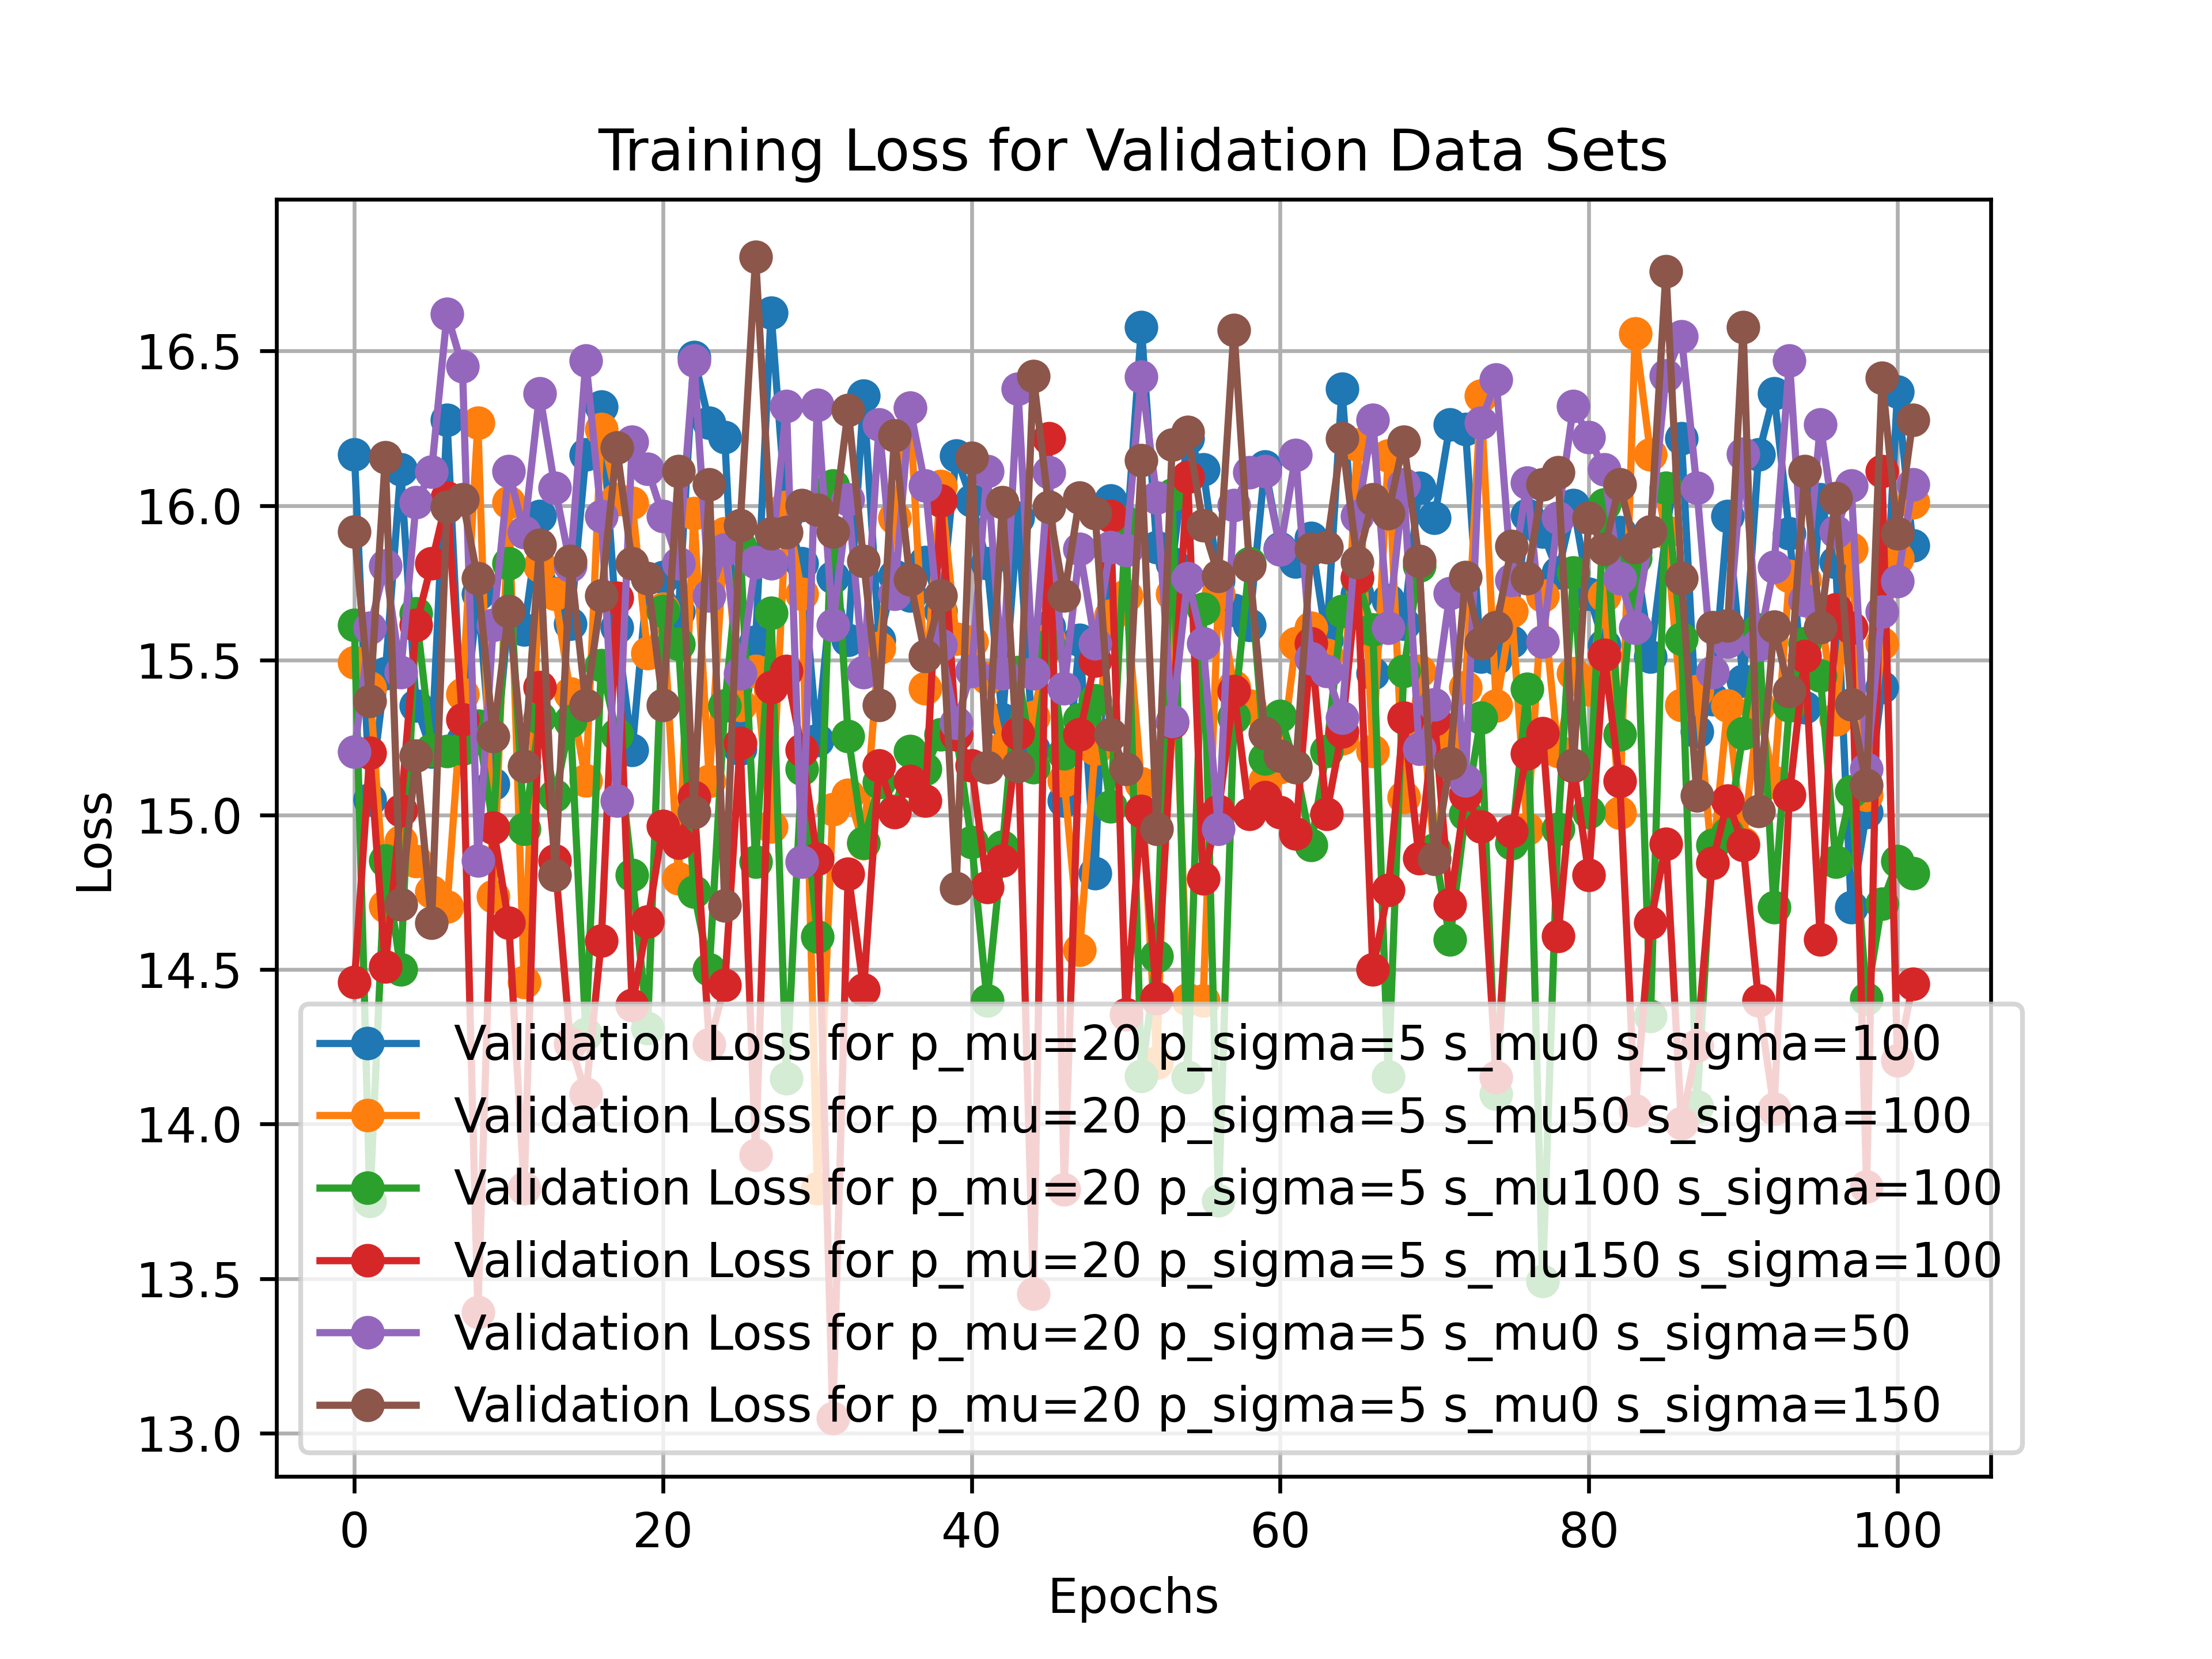 Training Loss for Validation Data Sets
Loss
16.5
16.0
15.5
15.0
14.5
14.0
13.5
13.0
Validation Loss for p_mu=20 p_sigma=5 s_mu0 s_sigma=100
Validation Loss for p_mu=20 p_sigma=5 s_mu50 s_sigma=100
Validation Loss for p_mu=20 p_sigma=5 s_mu100 s_sigma=100
Validation Loss for p_mu=20 p_sigma=5 s_mu150 s_sigma=100
Validation Loss for p_mu=20 p_sigma=5 s_mu0 s_sigma=50
Validation Loss for p_mu=20 p_sigma=5 s_mu0 s_sigma=150
0 20 40 60 80 100
Epochs